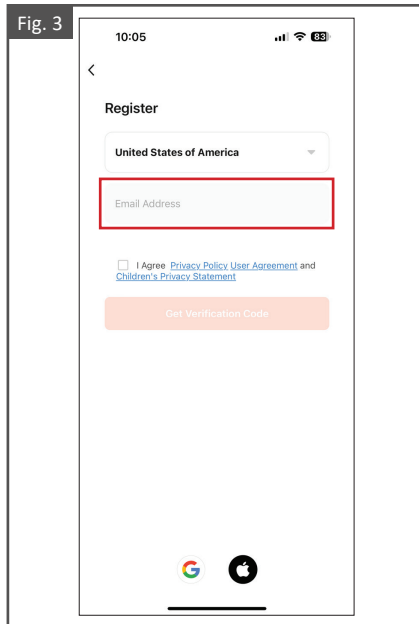 Fig. 3
10:05
83
Register
United States of America
Email Address
I Agree Privacy Policy User Agreement and
Children's Privacy Statement
Get Verification Code